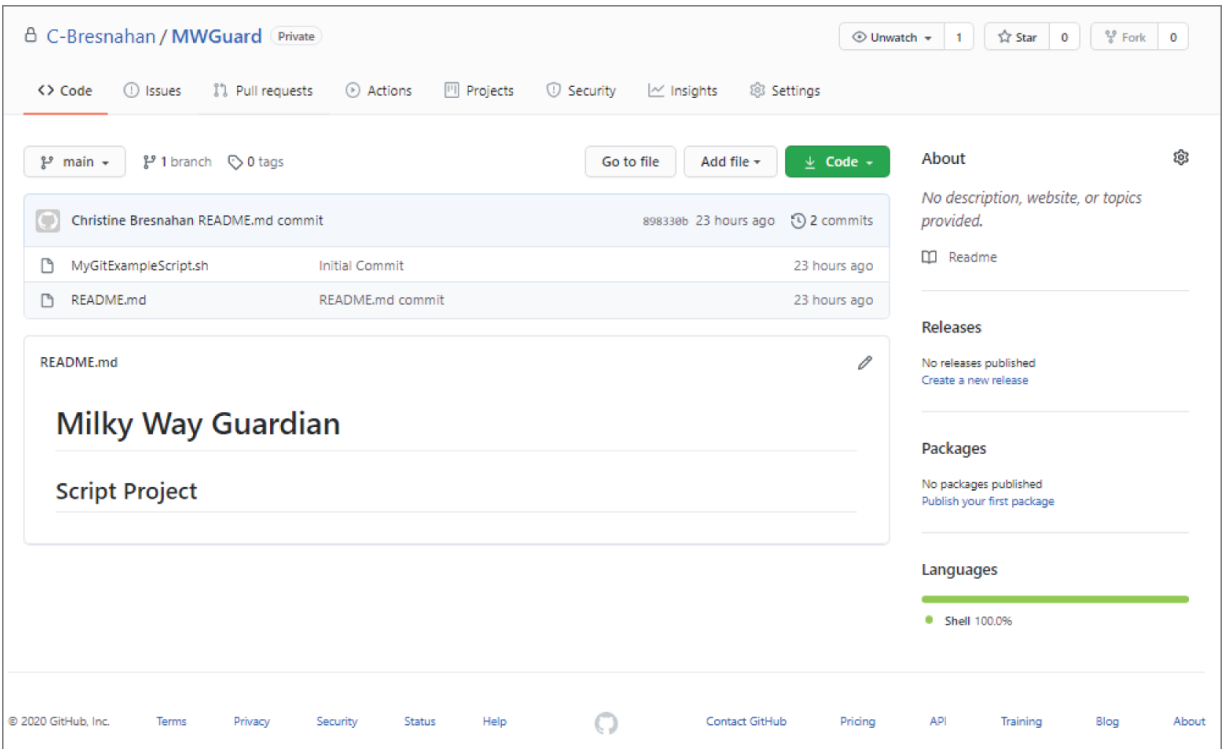 C-Bresnahan / MWGuard Private
Unwatch 1 Star 0 Fork 0
Code Issues Pull requests Actions Projects Security Insights Settings
main 1 branch 0 tags Go to file Add file Code
Christine Bresnahan README.md commit 898330b 23 hours ago 2 commits
MyGitExampleScript.sh Initial Commit 23 hours ago
README.md README.md commit 23 hours ago
README.md
Milky Way Guardian
Script Project
About
No description, website, or topics
provided.
Readme
Releases
No releases published
Create a new release
Packages
No packages published
Publish your first package
Languages
Shell 100.0%
© 2020 GitHub, Inc. Terms Privacy Security Status Help Contact GitHub Pricing API Training Blog About